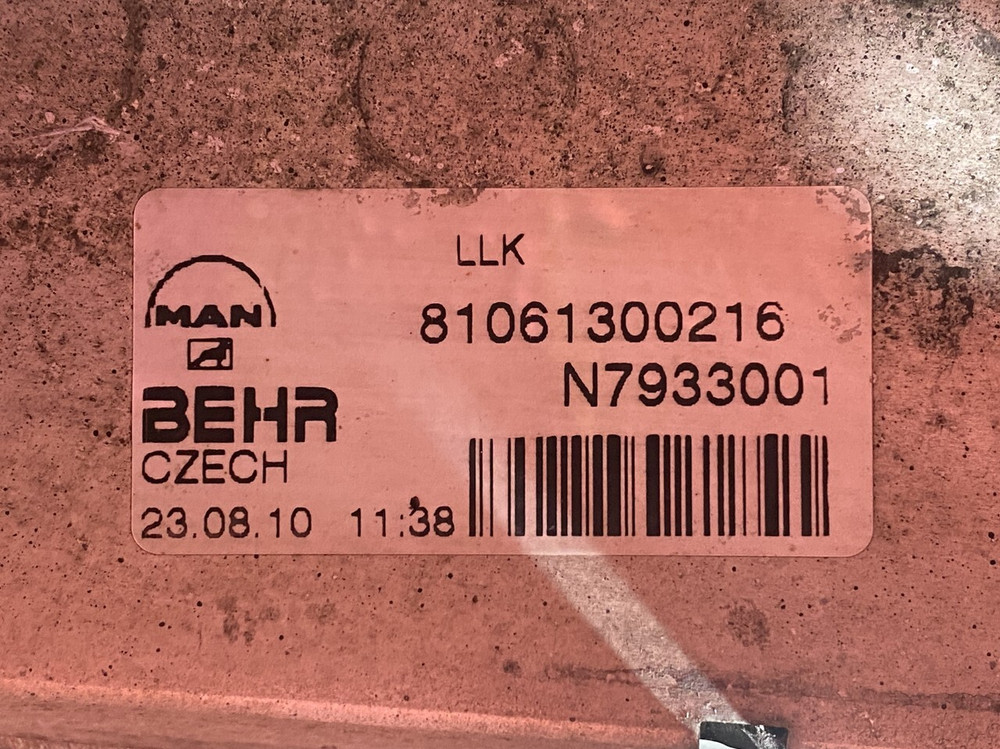 LLK
MAN
81061300216
N7933001
BEHR
CZECH
23.08.10 11:38